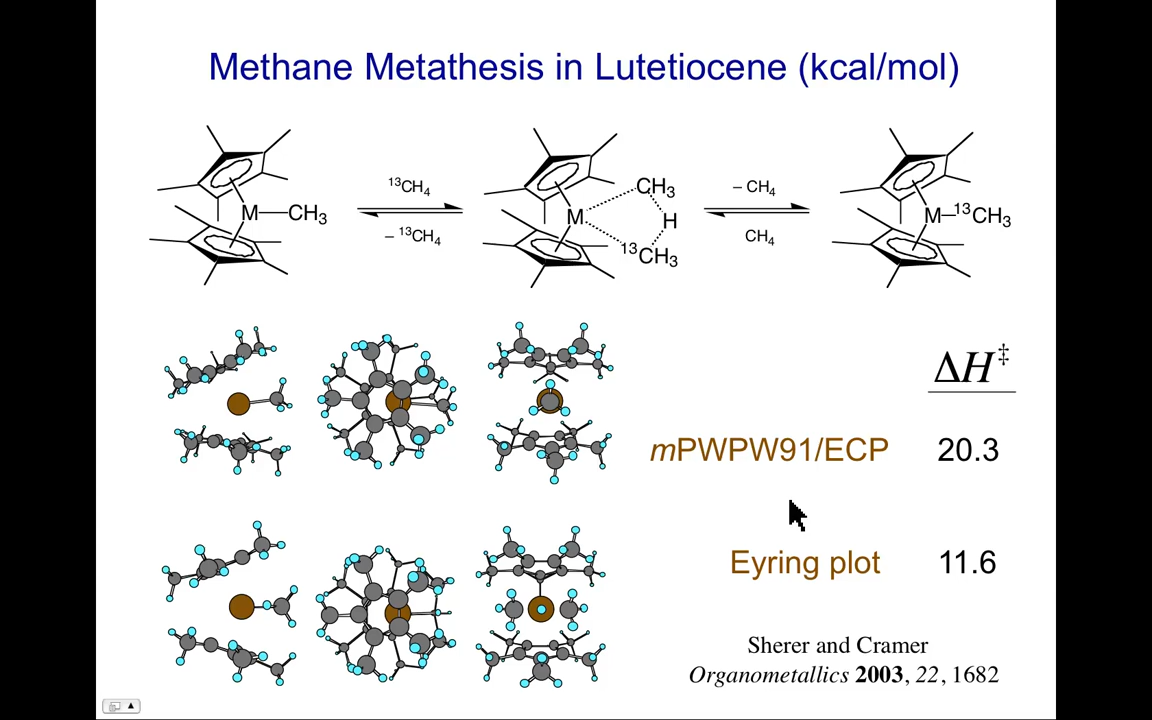 Methane Metathesis in Lutetiocene (kcal/mol)
M CH₃
¹³CH₄
– ¹³CH₄
CH₃
M H
¹³CH₃
– CH₄
CH₄
M ¹³CH₃
ΔH‡
mPWPW91/ECP 20.3
Eyring plot 11.6
Sherer and Cramer
Organometallics 2003, 22, 1682